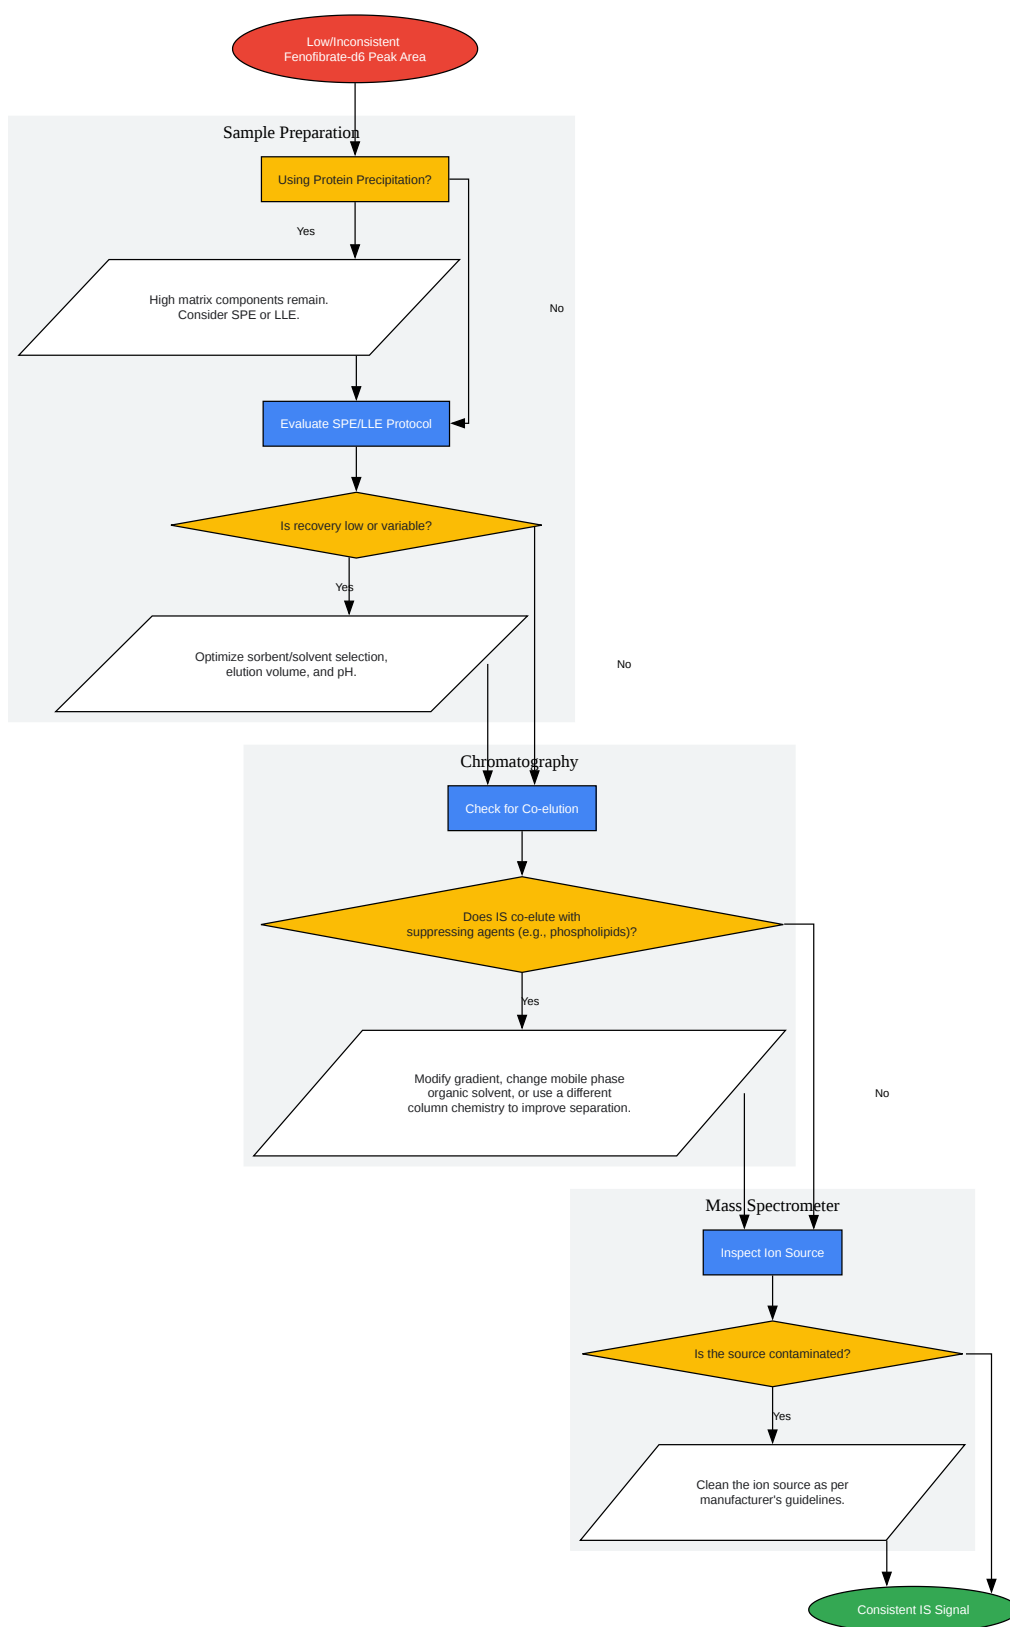 Low/Inconsistent
Fenofibrate-d6 Peak Area
Sample Preparation
Using Protein Precipitation?
Yes
High matrix components remain.
Consider SPE or LLE.
No
Evaluate SPE/LLE Protocol
Is recovery low or variable?
Yes
Optimize sorbent/solvent selection,
elution volume, and pH.
No
Chromatography
Check for Co-elution
Does IS co-elute with
suppressing agents (e.g., phospholipids)?
Yes
Modify gradient, change mobile phase
organic solvent, or use a different
column chemistry to improve separation.
No
Mass Spectrometer
Inspect Ion Source
Is the source contaminated?
Yes
Clean the ion source as per
manufacturer's guidelines.
Consistent IS Signal